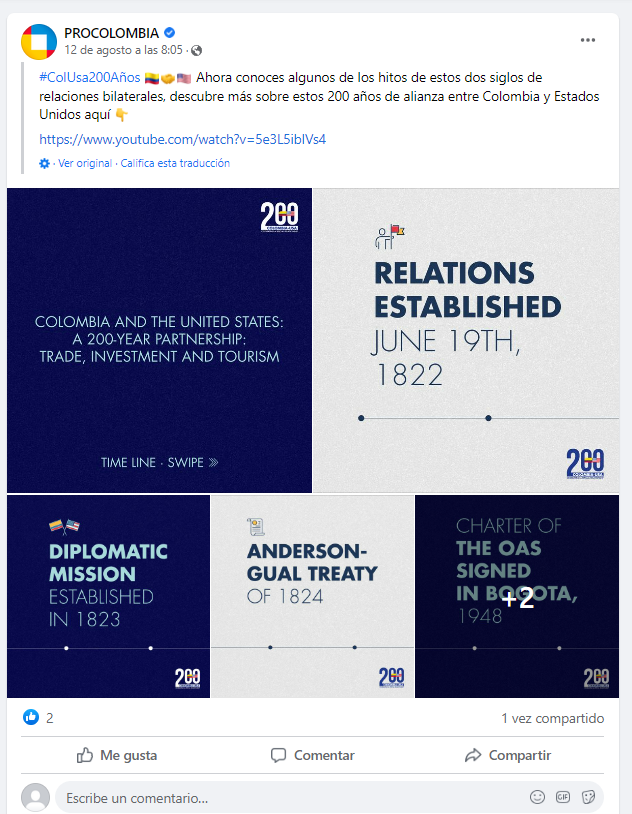 PROCOLOMBIA
12 de agosto a las 8:05 ·
#ColUsa200Años Ahora conoces algunos de los hitos de estos dos siglos de
relaciones bilaterales, descubre más sobre estos 200 años de alianza entre Colombia y Estados
Unidos aquí
https://www.youtube.com/watch?v=5e3L5iblVs4
· Ver original · Califica esta traducción
200
COLOMBIA AND THE UNITED STATES:
A 200-YEAR PARTNERSHIP:
TRADE, INVESTMENT AND TOURISM
TIME LINE · SWIPE
RELATIONS
ESTABLISHED
JUNE 19TH,
1822
200
DIPLOMATIC
MISSION
ESTABLISHED
IN 1823
200
ANDERSON-
GUAL TREATY
OF 1824
200
CHARTER OF
THE OAS
SIGNED
IN BOGOTA,
1948
+2
200
2
1 vez compartido
Me gusta
Comentar
Compartir
Escribe un comentario...
GIF